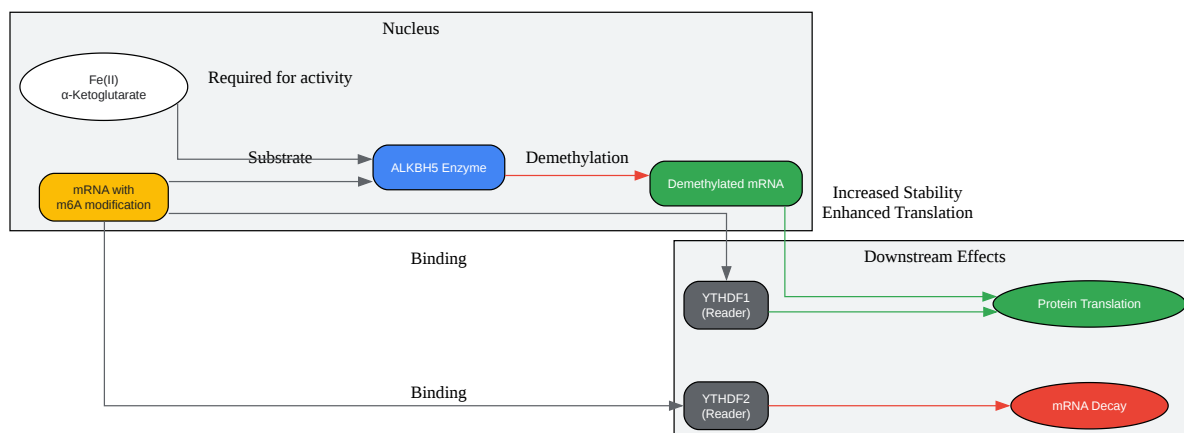 Nucleus
Fe(II)
α-Ketoglutarate
Required for activity
Substrate
ALKBH5 Enzyme
Demethylation
Demethylated mRNA
mRNA with
m6A modification
Increased Stability
Enhanced Translation
Binding
Downstream Effects
YTHDF1
(Reader)
Protein Translation
Binding
YTHDF2
(Reader)
mRNA Decay